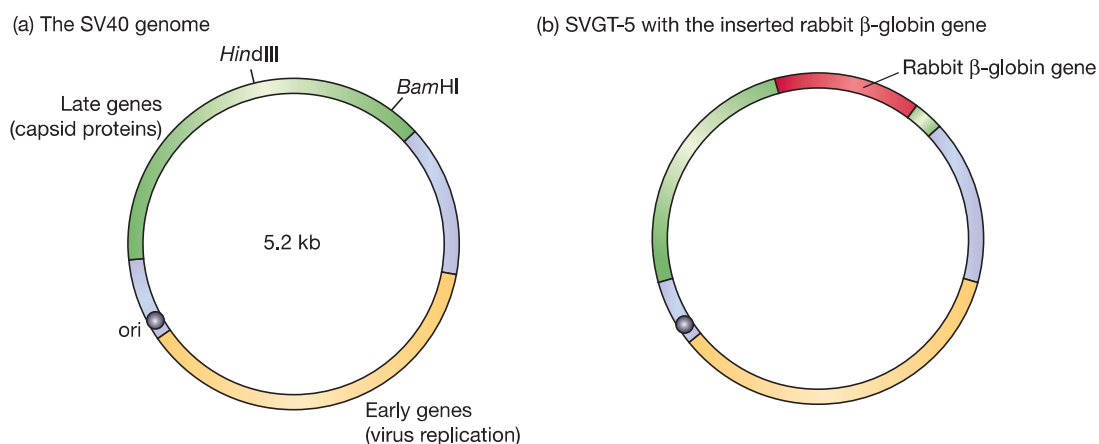 (a) The SV40 genome
HindIII
BamHI
Late genes
(capsid proteins)
5.2 kb
ori
Early genes
(virus replication)
(b) SVGT-5 with the inserted rabbit β-globin gene
Rabbit β-globin gene